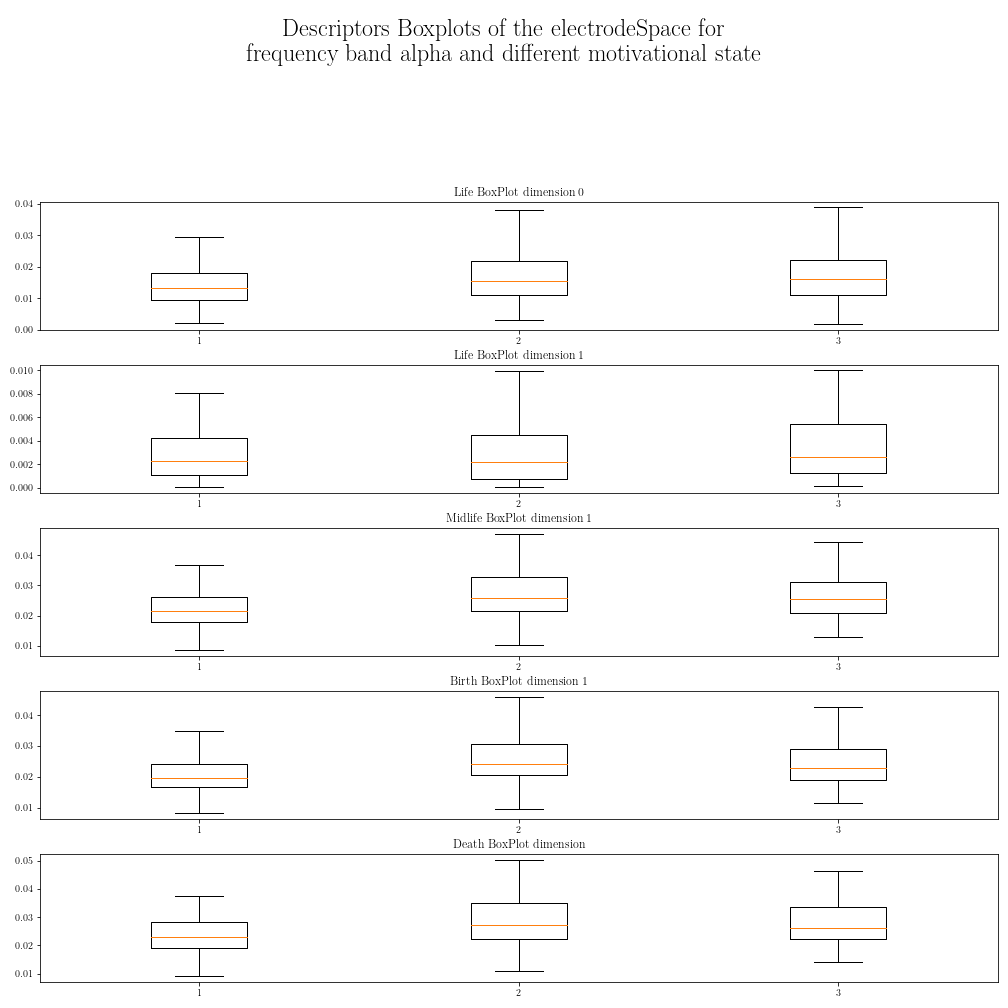 Descriptors Boxplots of the electrodeSpace for
frequency band alpha and different motivational state
Life BoxPlot dimension 0
0.04
0.03
0.02
0.01
0.00
1 2 3
Life BoxPlot dimension 1
0.010
0.008
0.006
0.004
0.002
0.000
1 2 3
Midlife BoxPlot dimension 1
0.04
0.03
0.02
0.01
1 2 3
Birth BoxPlot dimension 1
0.04
0.03
0.02
0.01
1 2 3
Death BoxPlot dimension
0.05
0.04
0.03
0.02
0.01
1 2 3